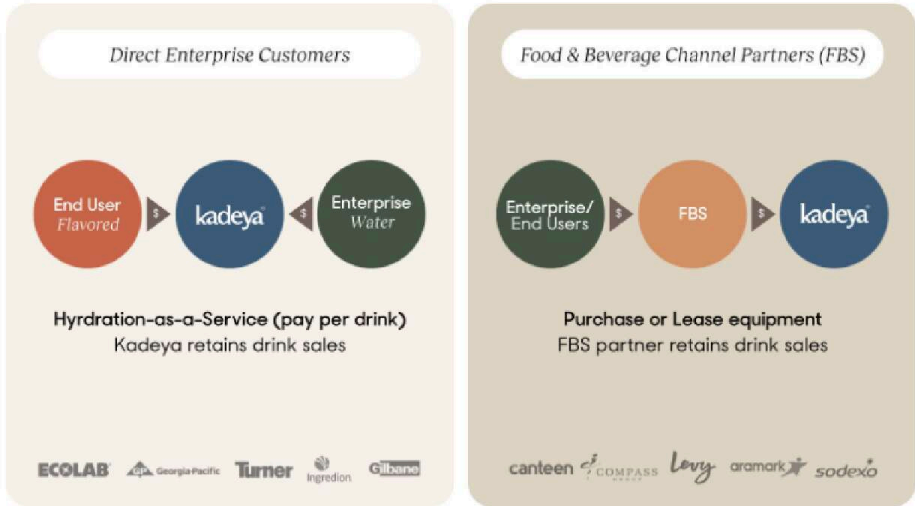 Direct Enterprise Customers
End User
Flavored
$
kadeya
$
Enterprise
Water
Hyrdration-as-a-Service (pay per drink)
Kadeya retains drink sales
ECOLAB
GP Georgia-Pacific
Turner
Ingredion
Gilbane
Food & Beverage Channel Partners (FBS)
Enterprise/
End Users
$
FBS
$
kadeya
Purchase or Lease equipment
FBS partner retains drink sales
canteen
COMPASS
GROUP
Levy
aramark
sodexo